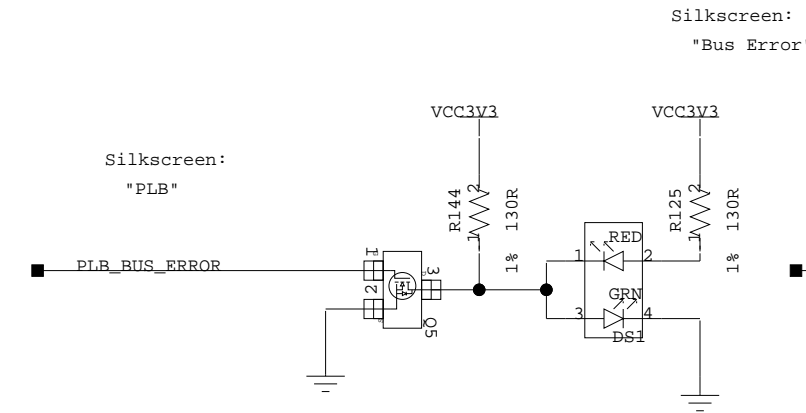 Silkscreen:
"Bus Error"
VCC3V3
VCC3V3
Silkscreen:
"PLB"
R144
130R
1%
2
1
R125
130R
1%
2
1
PLB_BUS_ERROR
1
2
3
Q5
RED
1
2
GRN
3
4
DS1